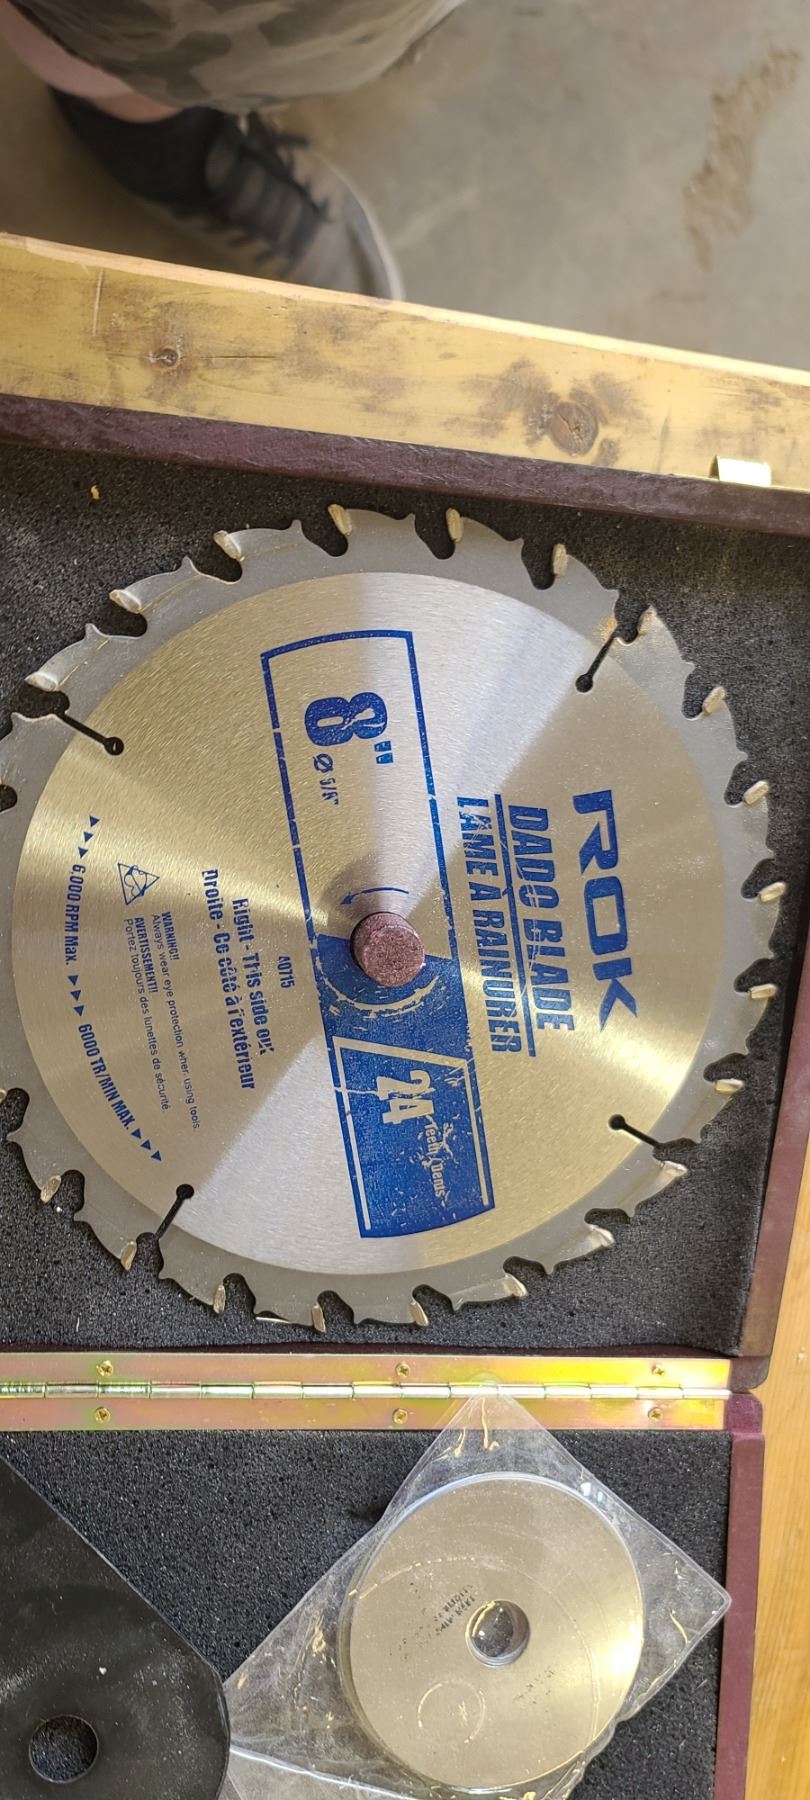 ROK
DADO BLADE
LAME À RAINURER
8"
Ø 5/8"
24
Teeth / Dents
40715
Right - This side out
Droite - Ce côté à l'extérieur
WARNING!!
Always wear eye protection when using tools.
AVERTISSEMENT!!
Portez toujours des lunettes de sécurité.
6,000 RPM Max. 6000 TR/MIN MAX.